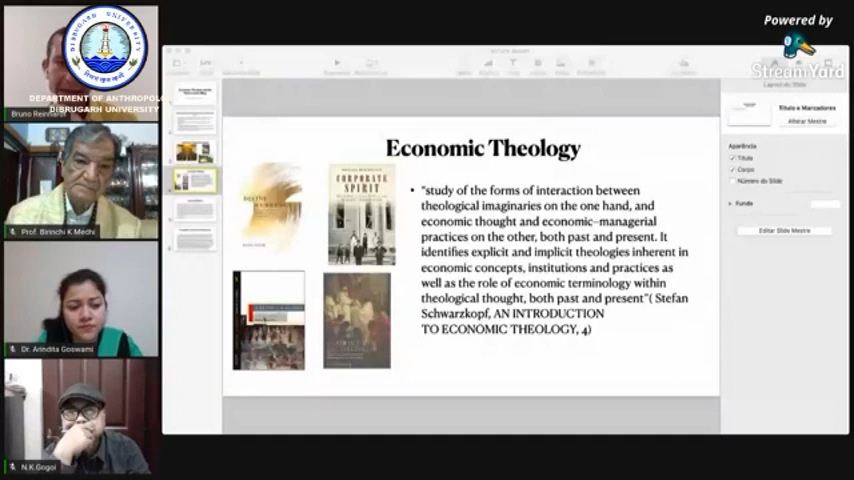 Powered by
StreamYard
DIBRUGARH UNIVERSITY
DEPARTMENT OF ANTHROPOLO
DIBRUGARH UNIVERSITY
Bruno Reinhardt
Prof. Birinchi K Medhi
Dr. Arindita Goswami
N.K.Gogoi
Economic Theology
CORPORATE
SPIRIT
• "study of the forms of interaction between
theological imaginaries on the one hand, and
economic thought and economic–managerial
practices on the other, both past and present. It
identifies explicit and implicit theologies inherent in
economic concepts, institutions and practices as
well as the role of economic terminology within
theological thought, both past and present"( Stefan
Schwarzkopf, AN INTRODUCTION
TO ECONOMIC THEOLOGY, 4)
Título e Marcadores
Alterar Mestre
Aparência
Título
Corpo
Número do Slide
Fundo
Editar Slide Mestre